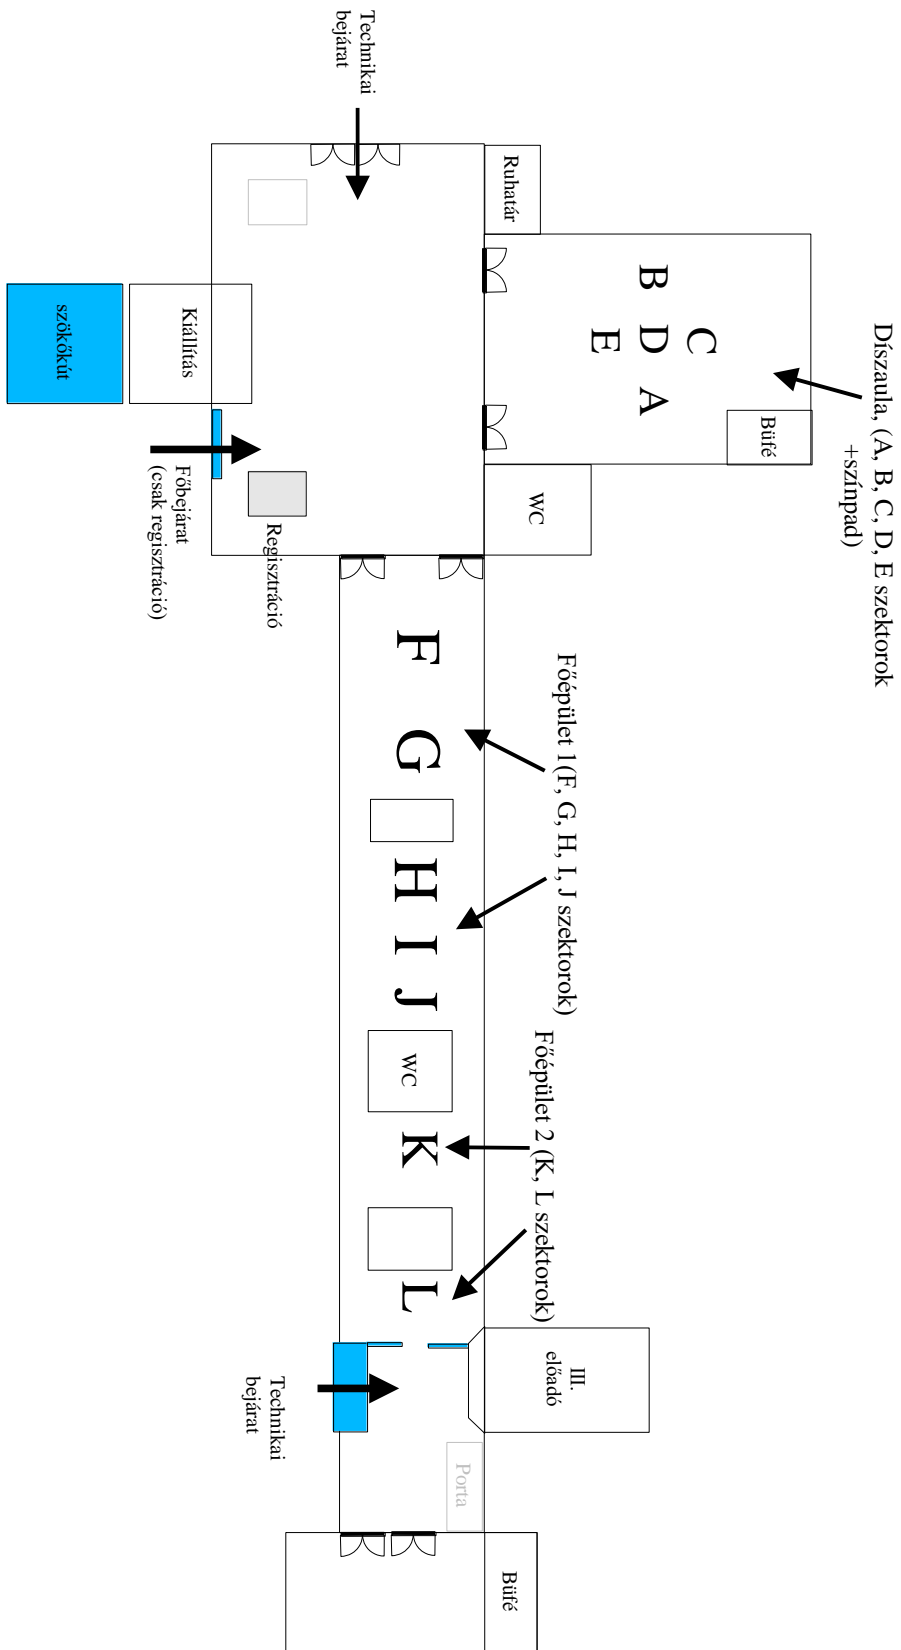 Díszaula, (A, B, C, D, E szektorok
+színpad)
Büfé
C
B D A
E
Ruhatár
WC
Technikai
bejárat
Kiállítás
szökőkút
Főbejárat
(csak regisztráció)
Regisztráció
Főépület 1(F, G, H, I, J szektorok)
Főépület 2 (K, L szektorok)
F G H I J
WC
K L
III.
előadó
Technikai
bejárat
Porta
Büfé